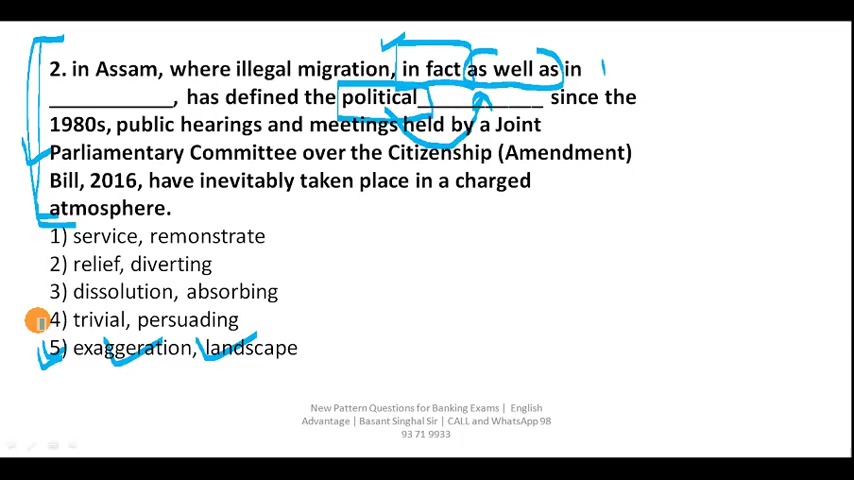 2. in Assam, where illegal migration, in fact as well as in
____________, has defined the political____________ since the
1980s, public hearings and meetings held by a Joint
Parliamentary Committee over the Citizenship (Amendment)
Bill, 2016, have inevitably taken place in a charged
atmosphere.
1) service, remonstrate
2) relief, diverting
3) dissolution, absorbing
4) trivial, persuading
5) exaggeration, landscape
New Pattern Questions for Banking Exams | English
Advantage | Basant Singhal Sir | CALL and WhatsApp 98
93 71 9933